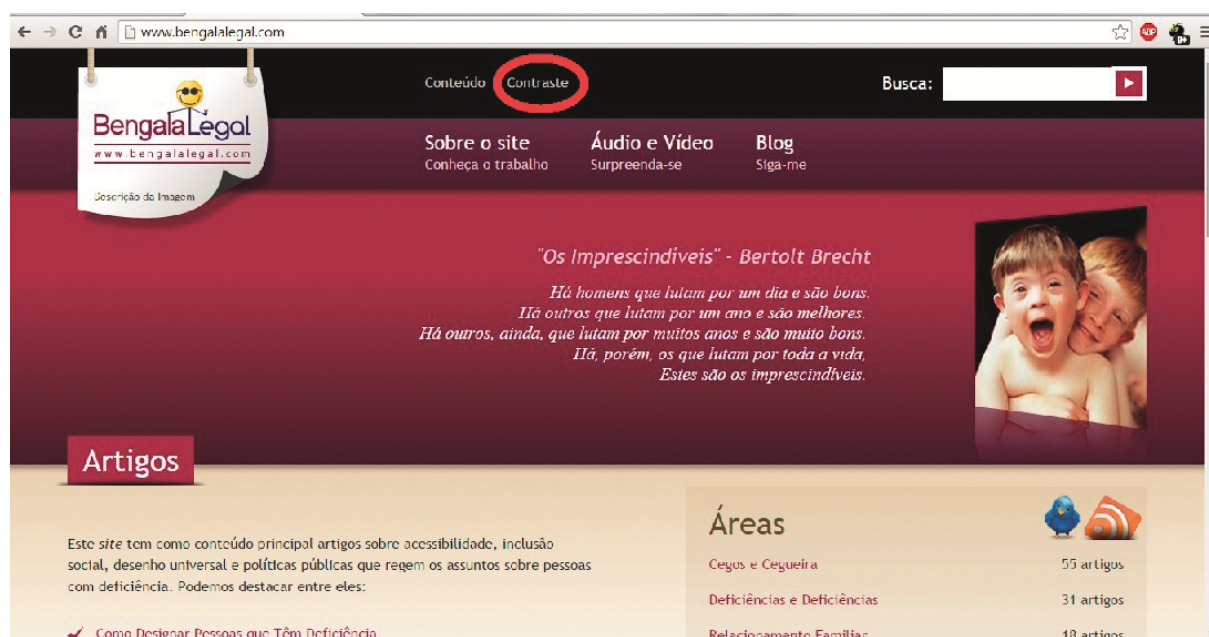 www.bengalalegal.com
Conteúdo Contraste
Busca:
BengalaLegal
www.bengalalegal.com
Descrição da Imagem
Sobre o site
Conheça o trabalho
Áudio e Vídeo
Surpreenda-se
Blog
Siga-me
"Os Imprescindíveis" - Bertolt Brecht
Há homens que lutam por um dia e são bons.
Há outros que lutam por um ano e são melhores.
Há outros, ainda, que lutam por muitos anos e são muito bons.
Há, porém, os que lutam por toda a vida,
Estes são os imprescindíveis.
Artigos
Este site tem como conteúdo principal artigos sobre acessibilidade, inclusão
social, desenho universal e políticas públicas que regem os assuntos sobre pessoas
com deficiência. Podemos destacar entre eles:
Como Designar Pessoas que Têm Deficiência
Áreas
Cegos e Cegueira 55 artigos
Deficiências e Deficiências 31 artigos
Relacionamento Familiar 18 artigos